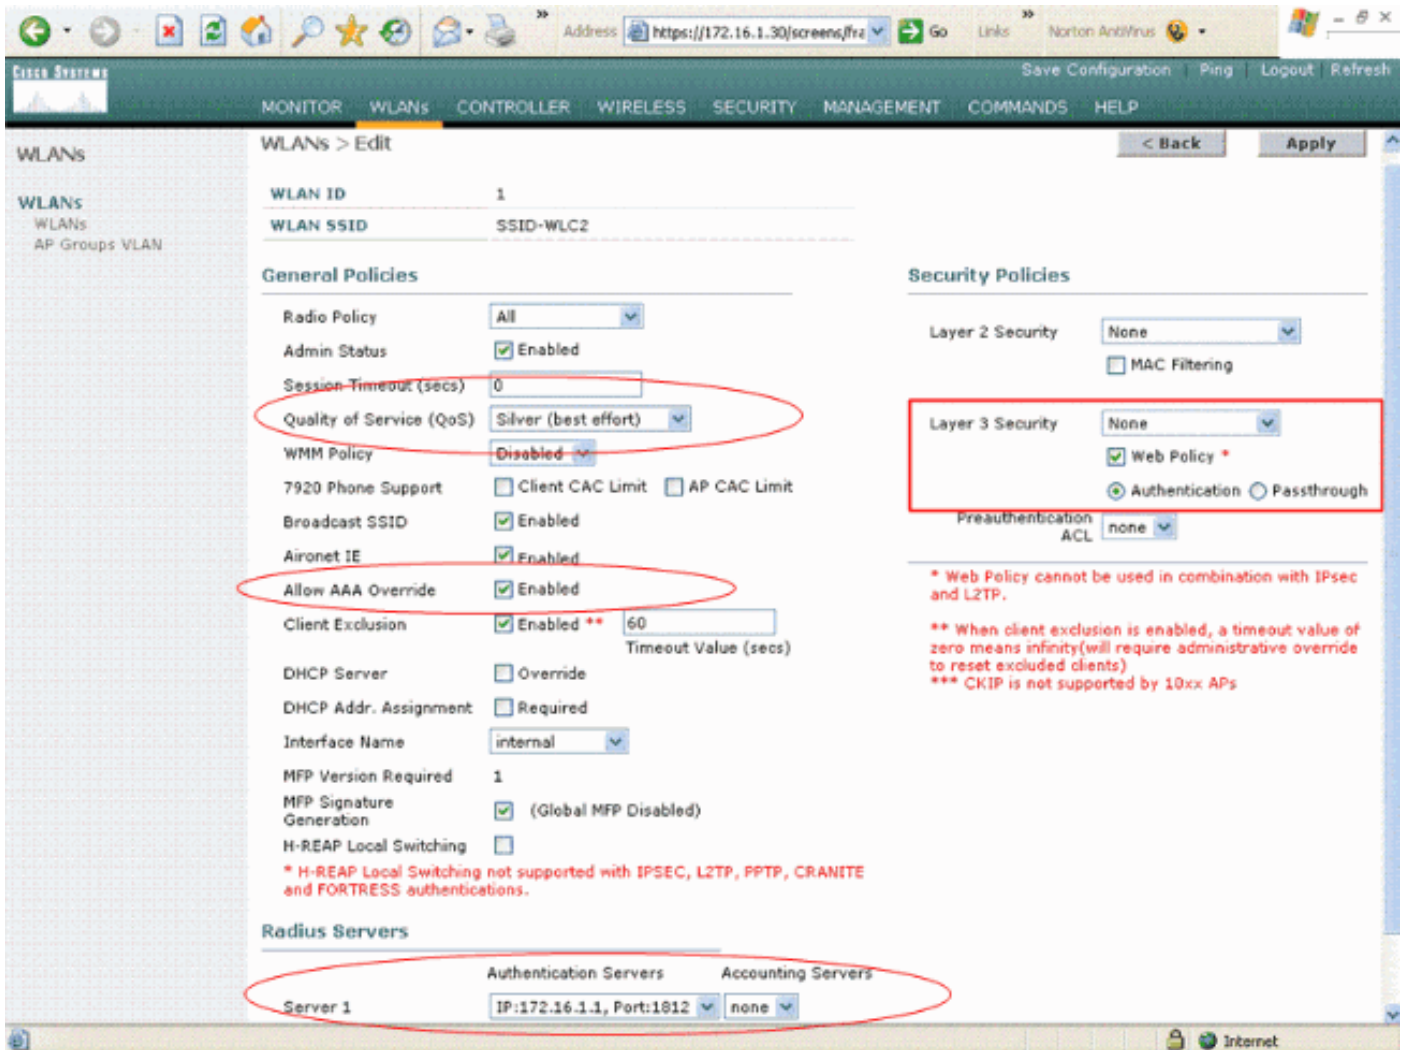 Address https://172.16.1.30/screens/fra Go Links Norton AntiVirus
CISCO SYSTEMS
Save Configuration Ping Logout Refresh
MONITOR WLANs CONTROLLER WIRELESS SECURITY MANAGEMENT COMMANDS HELP
WLANs
WLANs
WLANs
AP Groups VLAN
WLANs > Edit
< Back Apply
WLAN ID 1
WLAN SSID SSID-WLC2
General Policies
Radio Policy All
Admin Status Enabled
Session Timeout (secs) 0
Quality of Service (QoS) Silver (best effort)
WMM Policy Disabled
7920 Phone Support Client CAC Limit AP CAC Limit
Broadcast SSID Enabled
Aironet IE Enabled
Allow AAA Override Enabled
Client Exclusion Enabled ** 60
Timeout Value (secs)
DHCP Server Override
DHCP Addr. Assignment Required
Interface Name internal
MFP Version Required 1
MFP Signature
Generation (Global MFP Disabled)
H-REAP Local Switching
* H-REAP Local Switching not supported with IPSEC, L2TP, PPTP, CRANITE
and FORTRESS authentications.
Security Policies
Layer 2 Security None
MAC Filtering
Layer 3 Security None
Web Policy *
Authentication Passthrough
Preauthentication
ACL none
* Web Policy cannot be used in combination with IPsec
and L2TP.
** When client exclusion is enabled, a timeout value of
zero means infinity(will require administrative override
to reset excluded clients)
*** CKIP is not supported by 10xx APs
Radius Servers
Authentication Servers Accounting Servers
Server 1 IP:172.16.1.1, Port:1812 none
Internet